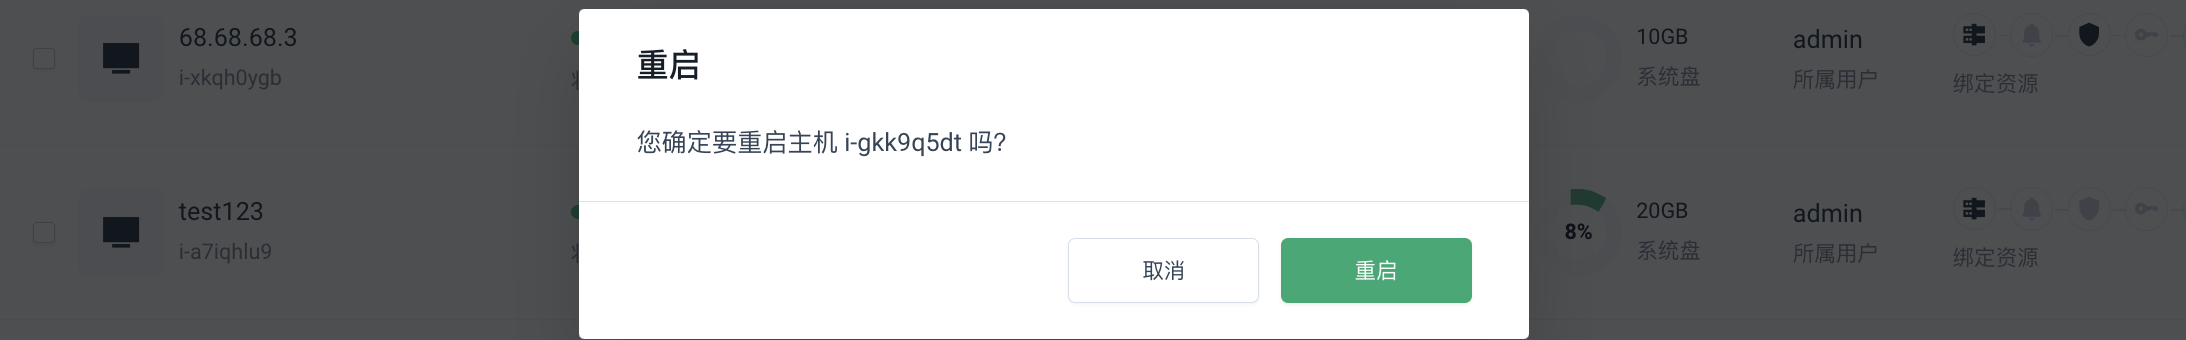 68.68.68.3
i-xkqh0ygb
10GB
系统盘
admin
所属用户
绑定资源
重启
您确定要重启主机 i-gkk9q5dt 吗?
取消
重启
test123
i-a7iqhlu9
8%
20GB
系统盘
admin
所属用户
绑定资源